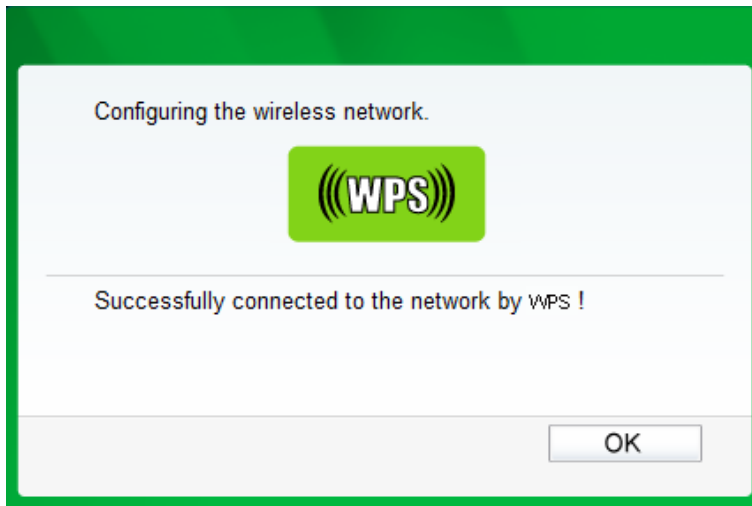 Configuring the wireless network.
(((WPS)))
Successfully connected to the network by WPS !
OK